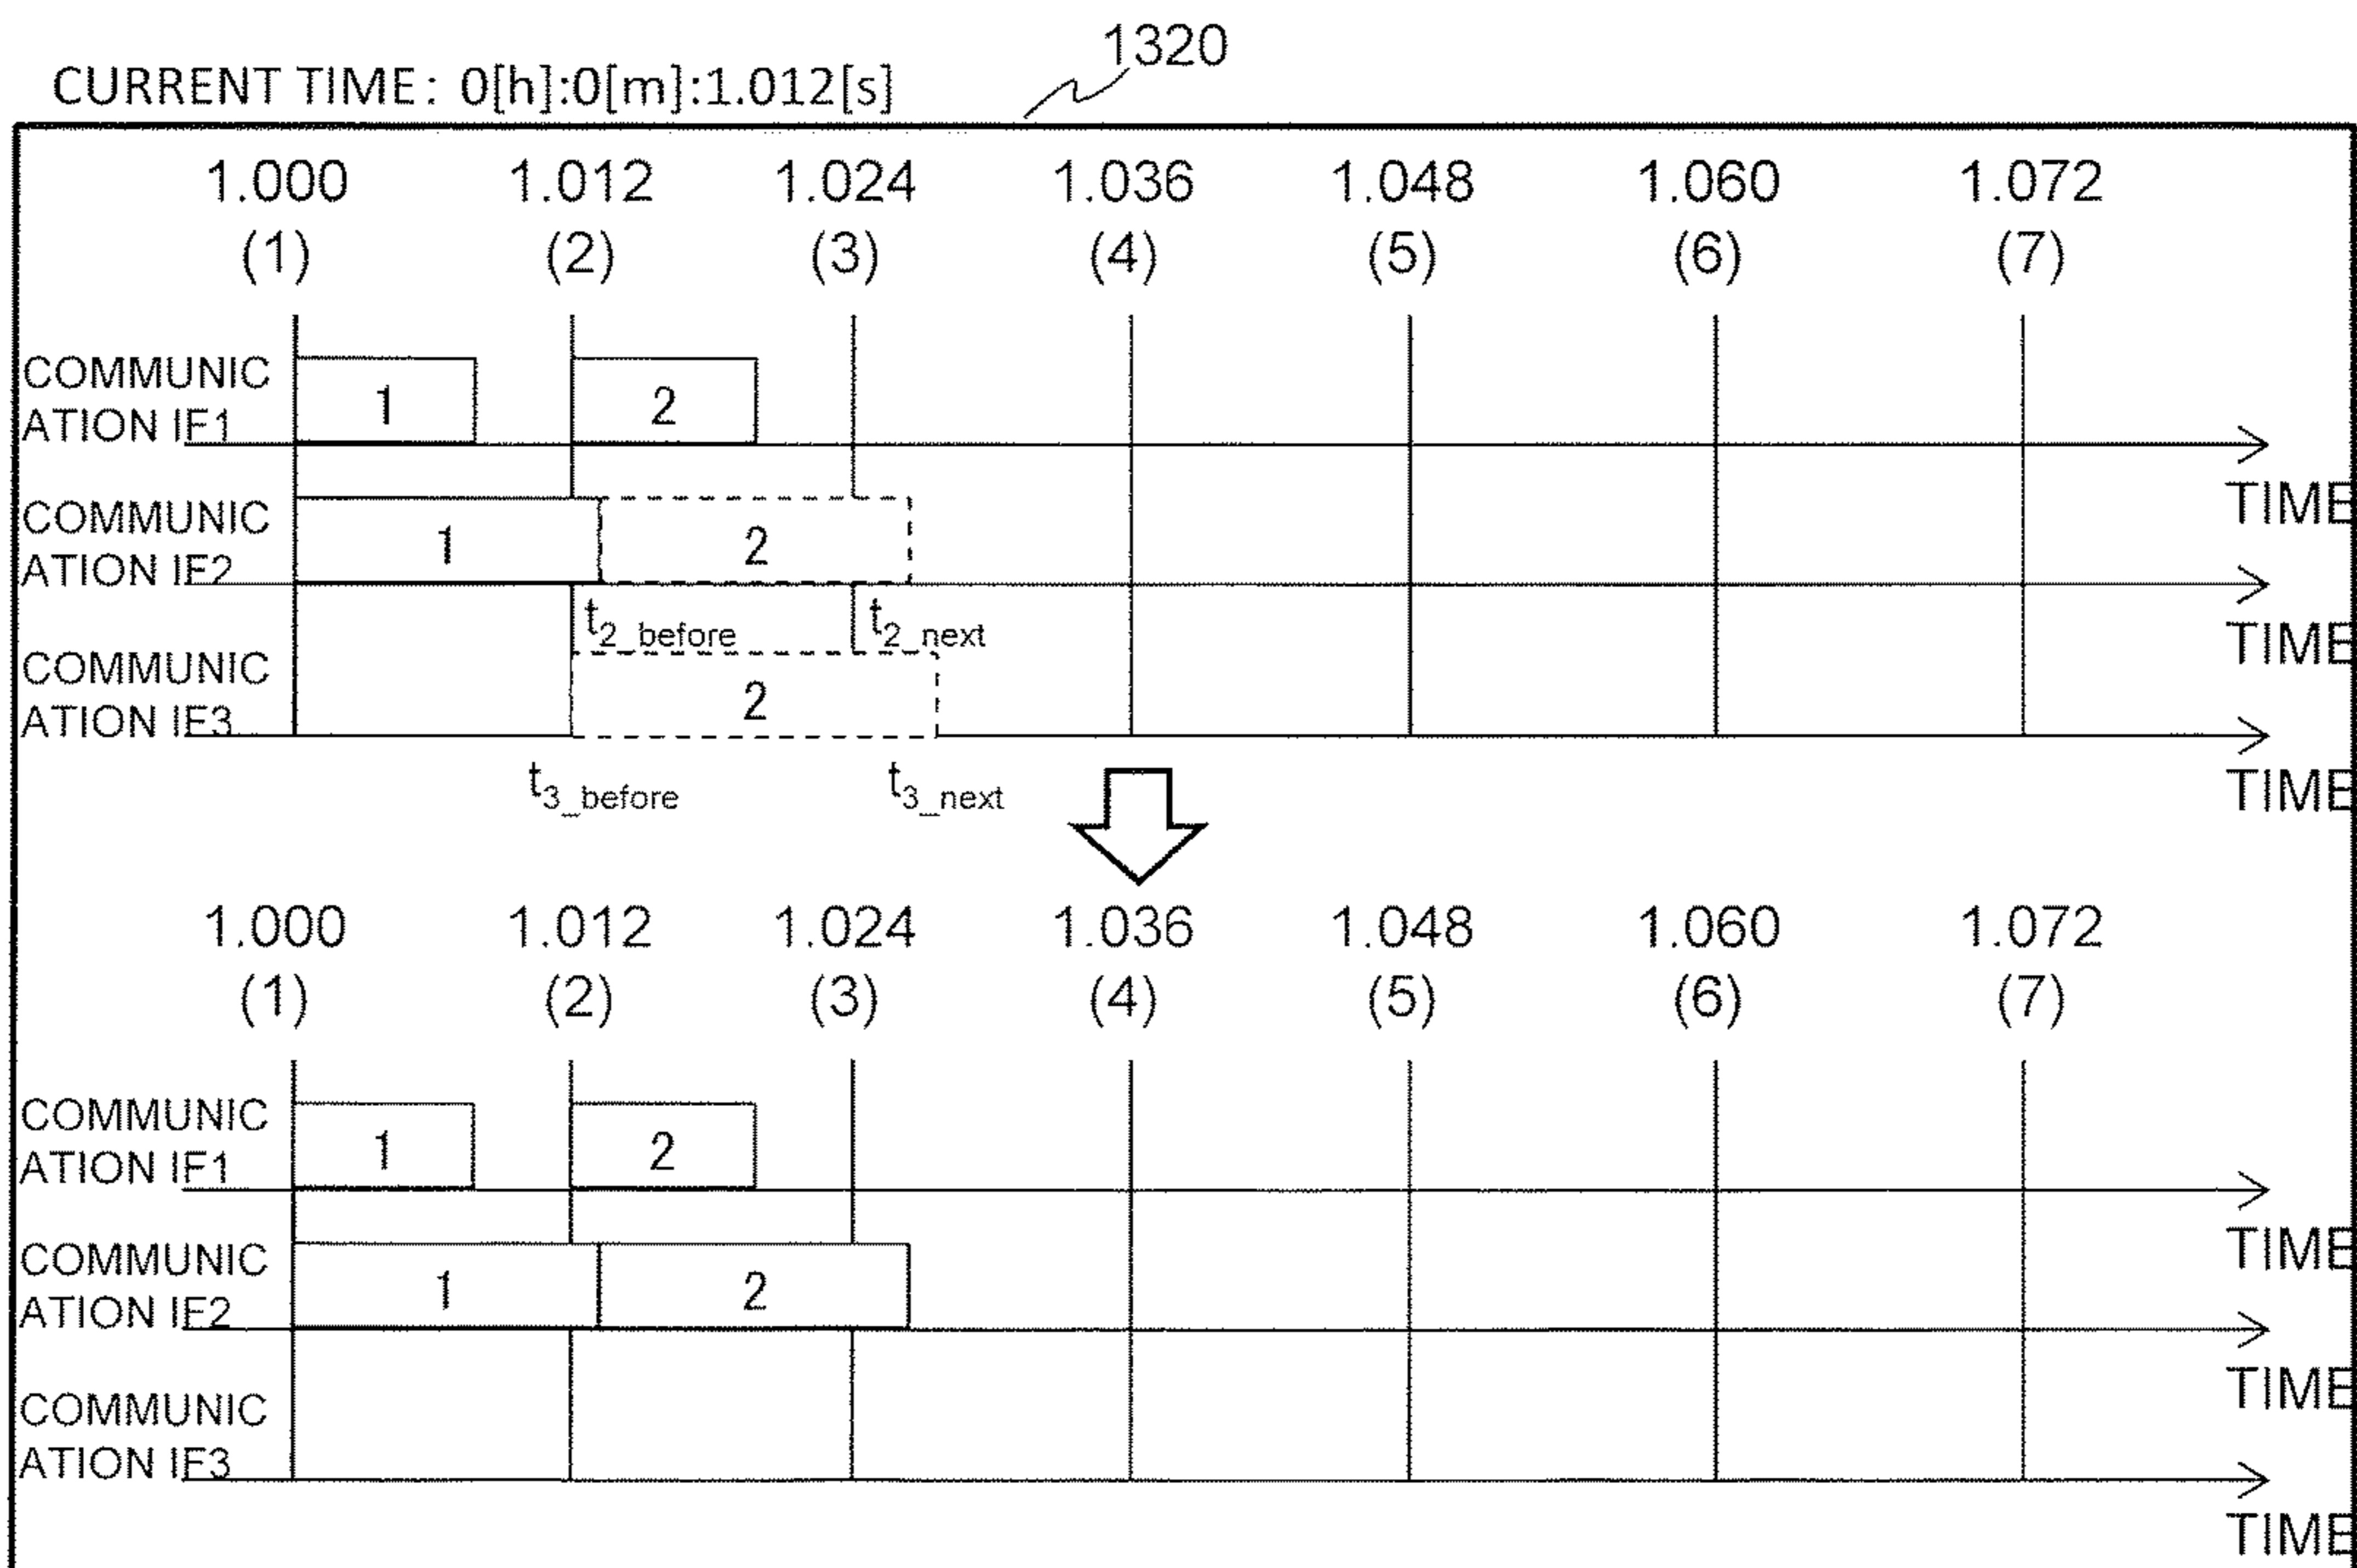 1320
CURRENT TIME: 0[h]:0[m]:1.012[s]
1.000 1.012 1.024 1.036 1.048 1.060 1.072
(1) (2) (3) (4) (5) (6) (7)
COMMUNIC
ATION IF1
1 2
TIME
COMMUNIC
ATION IF2
1 2
TIME
t2_before t2_next
COMMUNIC
ATION IF3
2
TIME
t3_before t3_next
1.000 1.012 1.024 1.036 1.048 1.060 1.072
(1) (2) (3) (4) (5) (6) (7)
COMMUNIC
ATION IF1
1 2
TIME
COMMUNIC
ATION IF2
1 2
TIME
COMMUNIC
ATION IF3
TIME